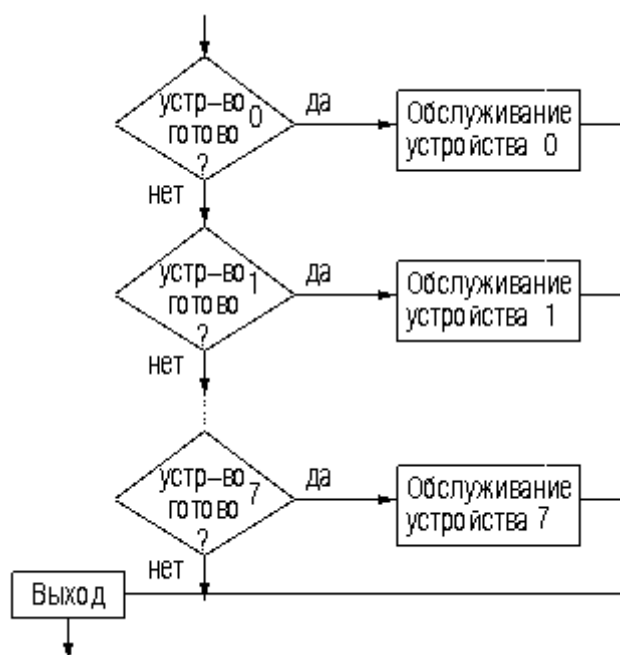 устр-во 0
готово
?
да
Обслуживание
устройства 0
нет
устр-во 1
готово
?
да
Обслуживание
устройства 1
нет
устр-во 7
готово
?
да
Обслуживание
устройства 7
нет
Выход